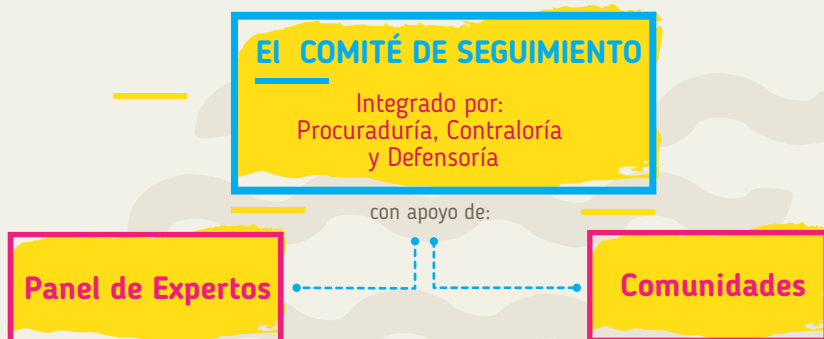 El COMITÉ DE SEGUIMIENTO
Integrado por:
Procuraduría, Contraloría
y Defensoría
con apoyo de:
Panel de Expertos
Comunidades